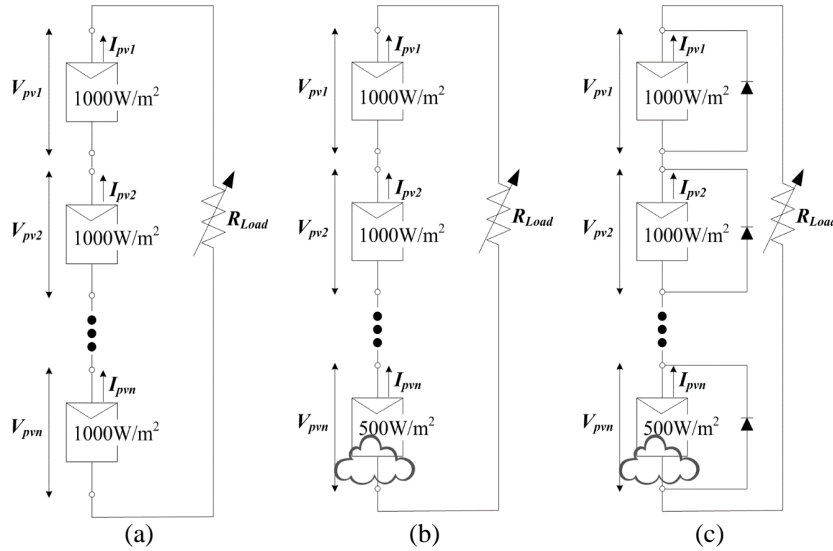 I_pv1
V_pv1
1000W/m²
I_pv2
V_pv2
1000W/m²
R_Load
I_pvn
V_pvn
1000W/m²
(a)
I_pv1
V_pv1
1000W/m²
I_pv2
V_pv2
1000W/m²
R_Load
I_pvn
V_pvn
500W/m²
(b)
I_pv1
V_pv1
1000W/m²
I_pv2
V_pv2
1000W/m²
R_Load
I_pvn
V_pvn
500W/m²
(c)